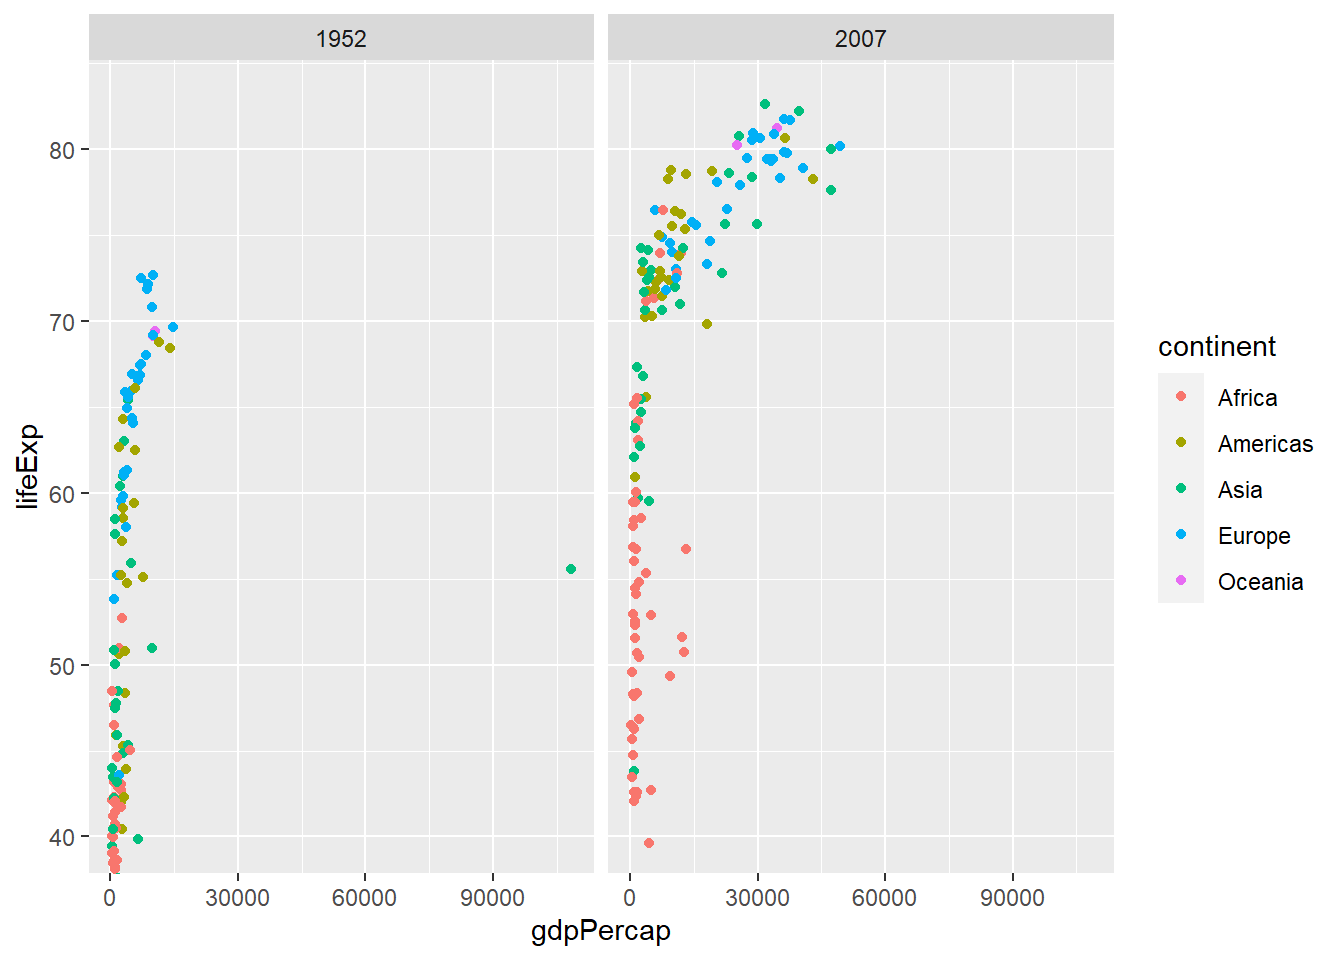 1952
2007
lifeExp
80
70
60
50
40
0
30000
60000
90000
0
30000
60000
90000
gdpPercap
continent
Africa
Americas
Asia
Europe
Oceania